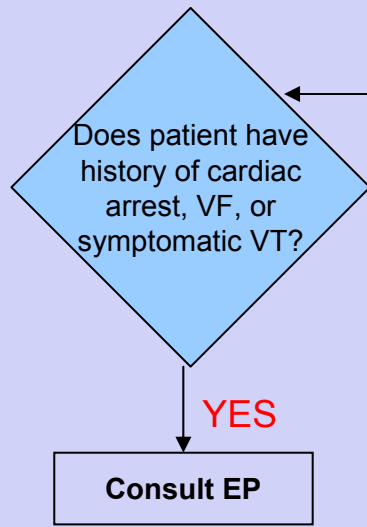 Does patient have
history of cardiac
arrest, VF, or
symptomatic VT?
YES
Consult EP